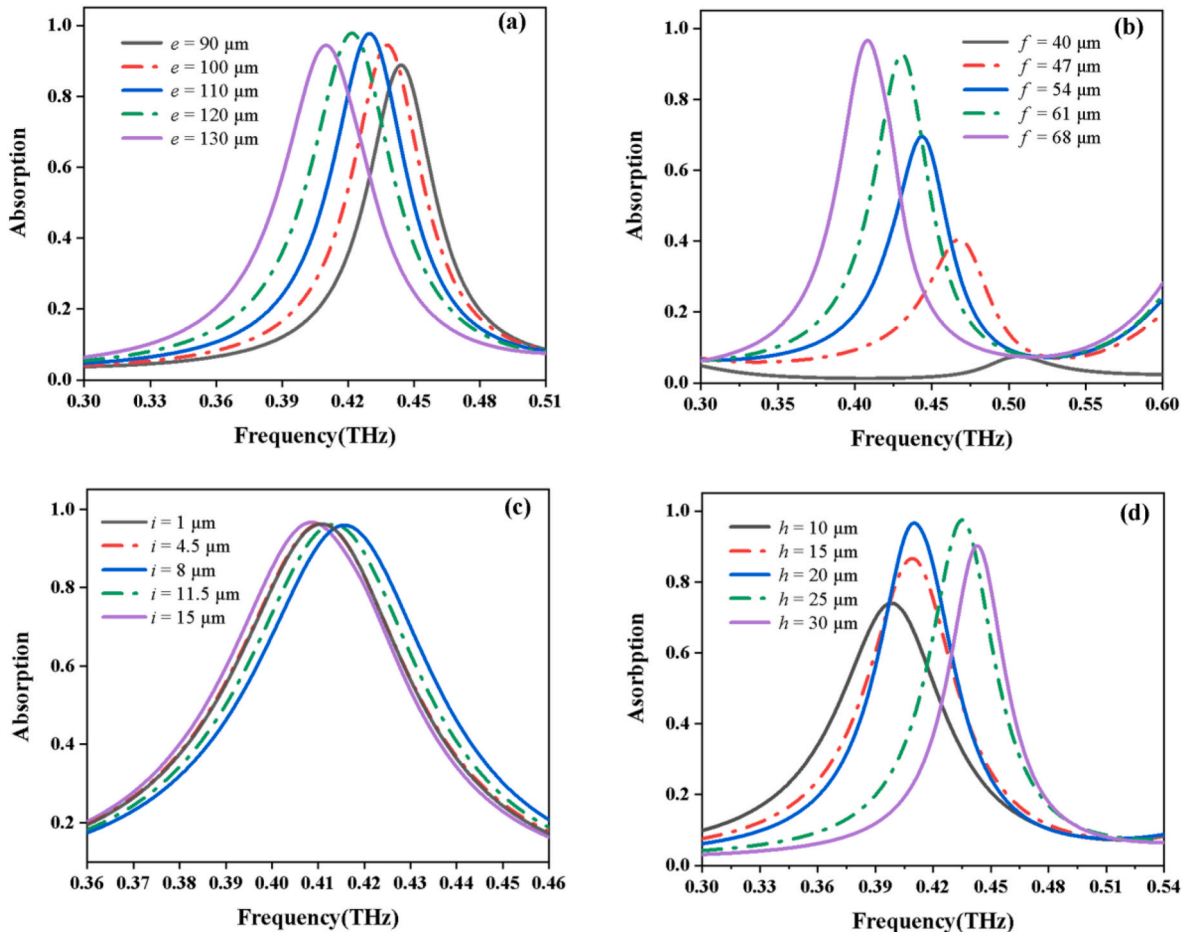 (a)
e = 90 μm
e = 100 μm
e = 110 μm
e = 120 μm
e = 130 μm
Absorption
1.0
0.8
0.6
0.4
0.2
0.0
0.30 0.33 0.36 0.39 0.42 0.45 0.48 0.51
Frequency(THz)
(b)
f = 40 μm
f = 47 μm
f = 54 μm
f = 61 μm
f = 68 μm
Absorption
1.0
0.8
0.6
0.4
0.2
0.0
0.30 0.35 0.40 0.45 0.50 0.55 0.60
Frequency(THz)
(c)
i = 1 μm
i = 4.5 μm
i = 8 μm
i = 11.5 μm
i = 15 μm
Absorption
1.0
0.8
0.6
0.4
0.2
0.36 0.37 0.38 0.39 0.40 0.41 0.42 0.43 0.44 0.45 0.46
Frequency(THz)
(d)
h = 10 μm
h = 15 μm
h = 20 μm
h = 25 μm
h = 30 μm
Asorbption
1.0
0.8
0.6
0.4
0.2
0.0
0.30 0.33 0.36 0.39 0.42 0.45 0.48 0.51 0.54
Frequency(THz)